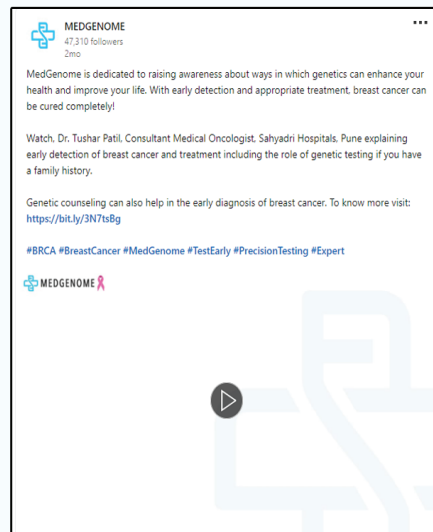 MEDGENOME
47,310 followers
2mo
MedGenome is dedicated to raising awareness about ways in which genetics can enhance your
health and improve your life. With early detection and appropriate treatment, breast cancer can
be cured completely!
Watch, Dr. Tushar Patil, Consultant Medical Oncologist, Sahyadri Hospitals, Pune explaining
early detection of breast cancer and treatment including the role of genetic testing if you have
a family history.
Genetic counseling can also help in the early diagnosis of breast cancer. To know more visit:
https://bit.ly/3N7tsBg
#BRCA #BreastCancer #MedGenome #TestEarly #PrecisionTesting #Expert
MEDGENOME